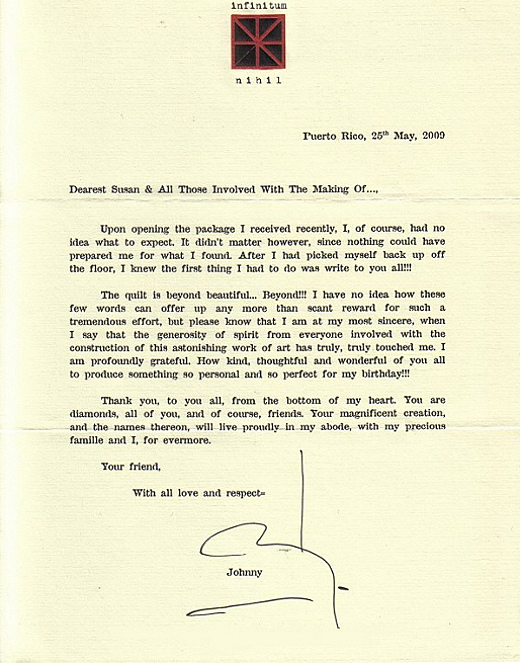 infinitum
nihil
Puerto Rico, 25th May, 2009
Dearest Susan & All Those Involved With The Making Of...,
Upon opening the package I received recently, I, of course, had no
idea what to expect. It didn't matter however, since nothing could have
prepared me for what I found. After I had picked myself back up off
the floor, I knew the first thing I had to do was write to you all!!!
The quilt is beyond beautiful... Beyond!!! I have no idea how these
few words can offer up any more than scant reward for such a
tremendous effort, but please know that I am at my most sincere, when
I say that the generosity of spirit from everyone involved with the
construction of this astonishing work of art has truly, truly touched me. I
am profoundly grateful. How kind, thoughtful and wonderful of you all
to produce something so personal and so perfect for my birthday!!!
Thank you, to you all, from the bottom of my heart. You are
diamonds, all of you, and of course, friends. Your magnificent creation,
and the names thereon, will live proudly in my abode, with my precious
famille and I, for evermore.
Your friend,
With all love and respect=
Johnny